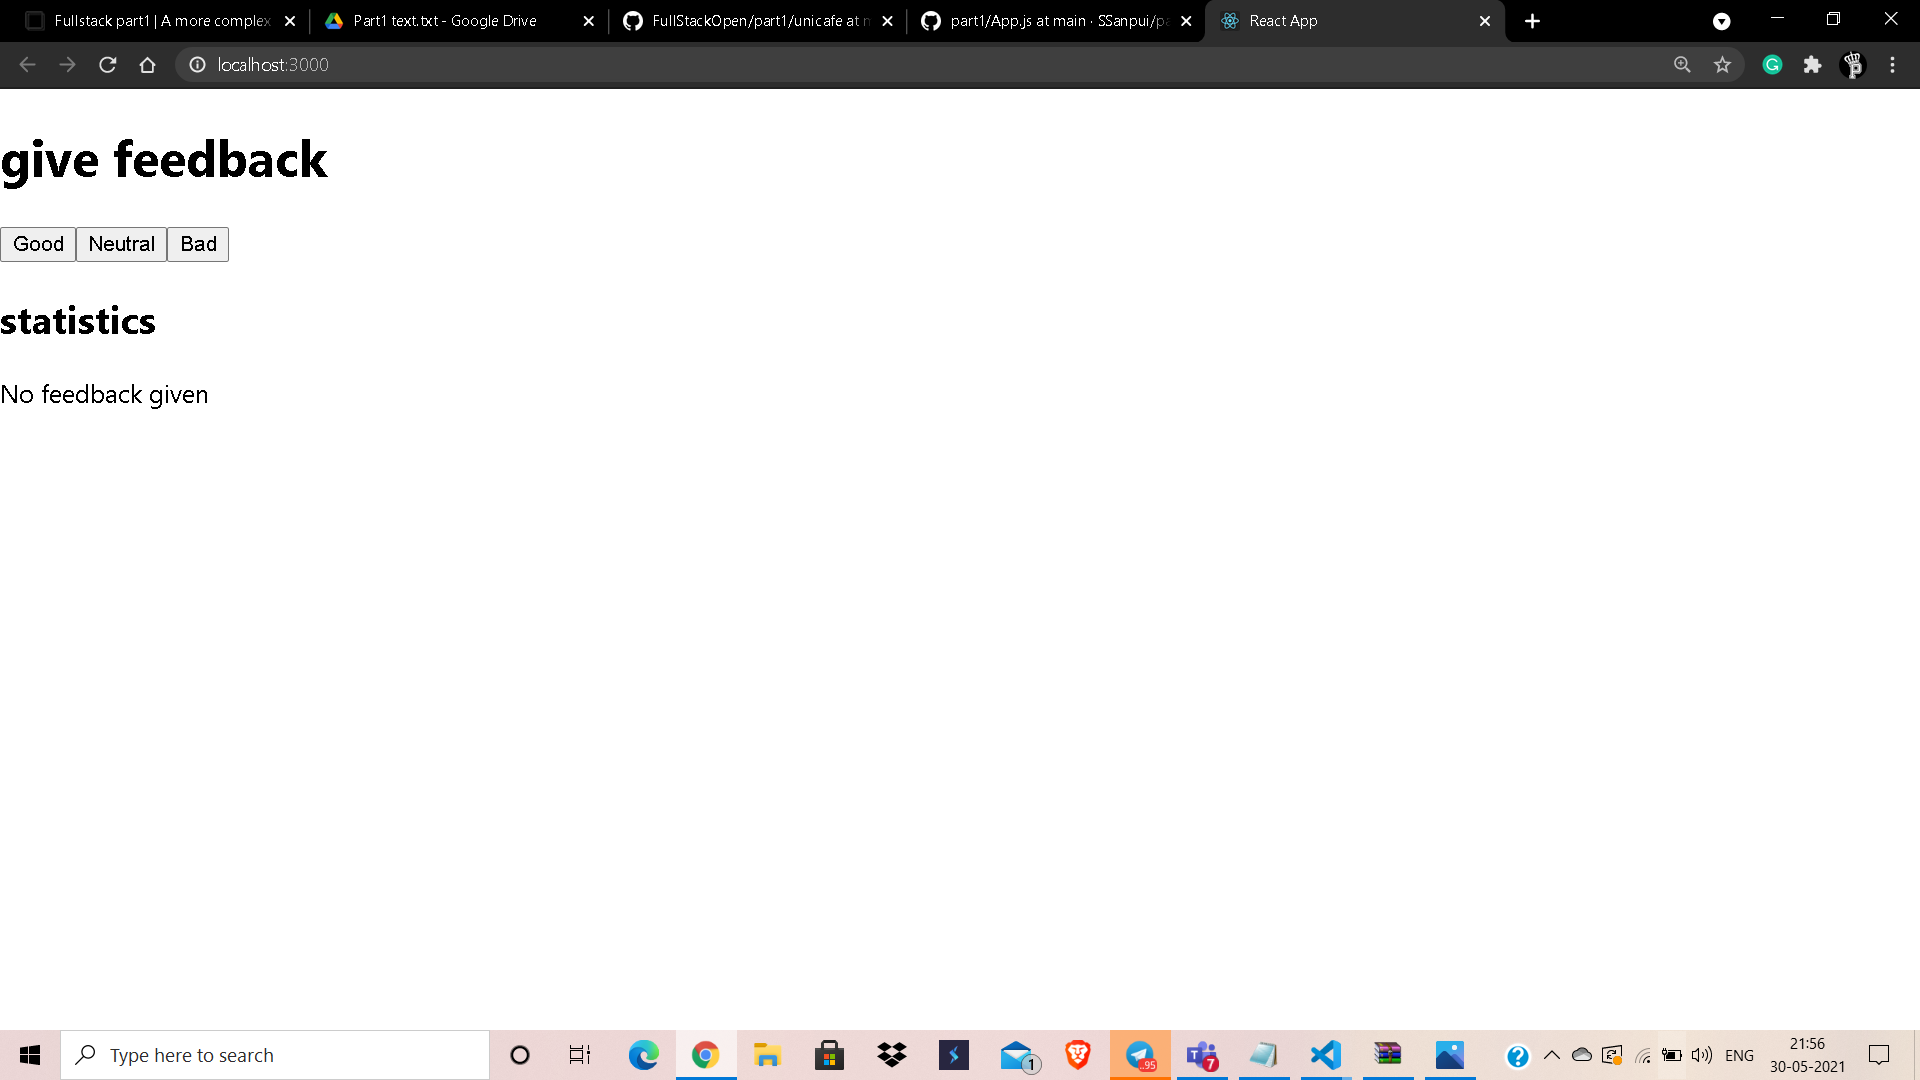 Fullstack part1 | A more complex
Part1 text.txt - Google Drive
FullStackOpen/part1/unicafe at m
part1/App.js at main · SSanpui/pa
React App
localhost:3000
give feedback
Good Neutral Bad
statistics
No feedback given
Type here to search
1
..95
7
ENG
21:56
30-05-2021